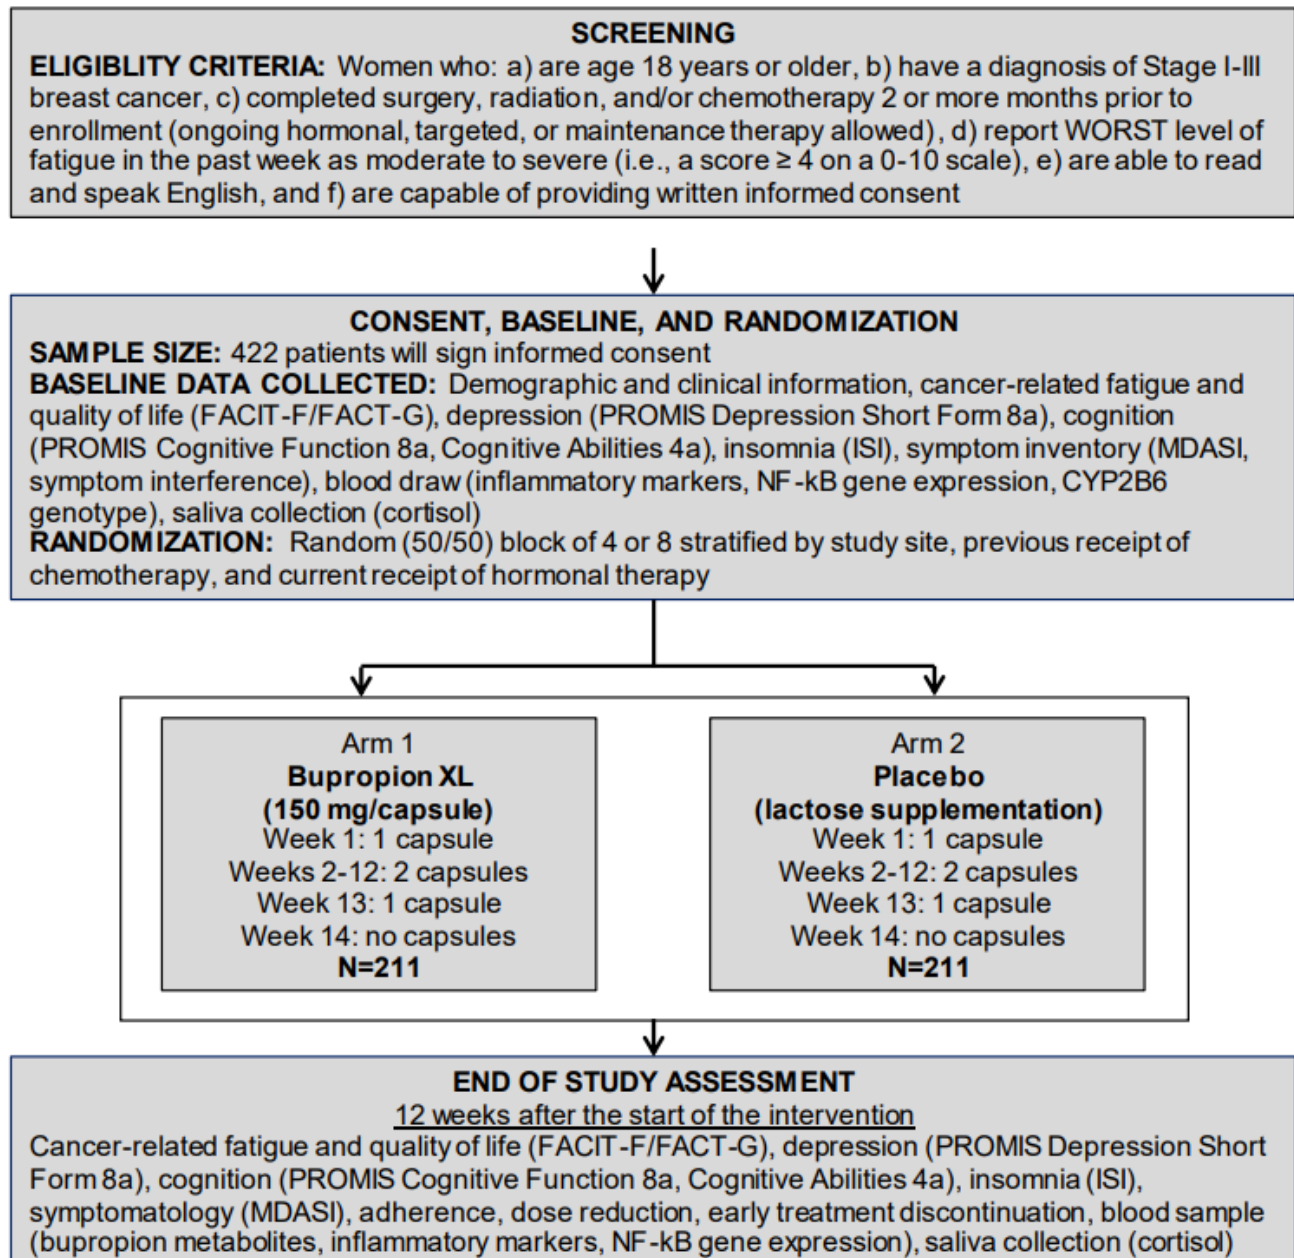 SCREENING
ELIGIBLITY CRITERIA: Women who: a) are age 18 years or older, b) have a diagnosis of Stage I-III
breast cancer, c) completed surgery, radiation, and/or chemotherapy 2 or more months prior to
enrollment (ongoing hormonal, targeted, or maintenance therapy allowed), d) report WORST level of
fatigue in the past week as moderate to severe (i.e., a score ≥ 4 on a 0-10 scale), e) are able to read
and speak English, and f) are capable of providing written informed consent
CONSENT, BASELINE, AND RANDOMIZATION
SAMPLE SIZE: 422 patients will sign informed consent
BASELINE DATA COLLECTED: Demographic and clinical information, cancer-related fatigue and
quality of life (FACIT-F/FACT-G), depression (PROMIS Depression Short Form 8a), cognition
(PROMIS Cognitive Function 8a, Cognitive Abilities 4a), insomnia (ISI), symptom inventory (MDASI,
symptom interference), blood draw (inflammatory markers, NF-kB gene expression, CYP2B6
genotype), saliva collection (cortisol)
RANDOMIZATION: Random (50/50) block of 4 or 8 stratified by study site, previous receipt of
chemotherapy, and current receipt of hormonal therapy
Arm 1
Bupropion XL
(150 mg/capsule)
Week 1: 1 capsule
Weeks 2-12: 2 capsules
Week 13: 1 capsule
Week 14: no capsules
N=211
Arm 2
Placebo
(lactose supplementation)
Week 1: 1 capsule
Weeks 2-12: 2 capsules
Week 13: 1 capsule
Week 14: no capsules
N=211
END OF STUDY ASSESSMENT
12 weeks after the start of the intervention
Cancer-related fatigue and quality of life (FACIT-F/FACT-G), depression (PROMIS Depression Short
Form 8a), cognition (PROMIS Cognitive Function 8a, Cognitive Abilities 4a), insomnia (ISI),
symptomatology (MDASI), adherence, dose reduction, early treatment discontinuation, blood sample
(bupropion metabolites, inflammatory markers, NF-kB gene expression), saliva collection (cortisol)